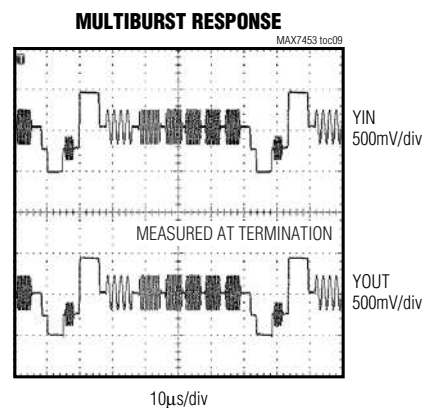 MULTIBURST RESPONSE
MAX7453 toc09
YIN
500mV/div
MEASURED AT TERMINATION
YOUT
500mV/div
10µs/div